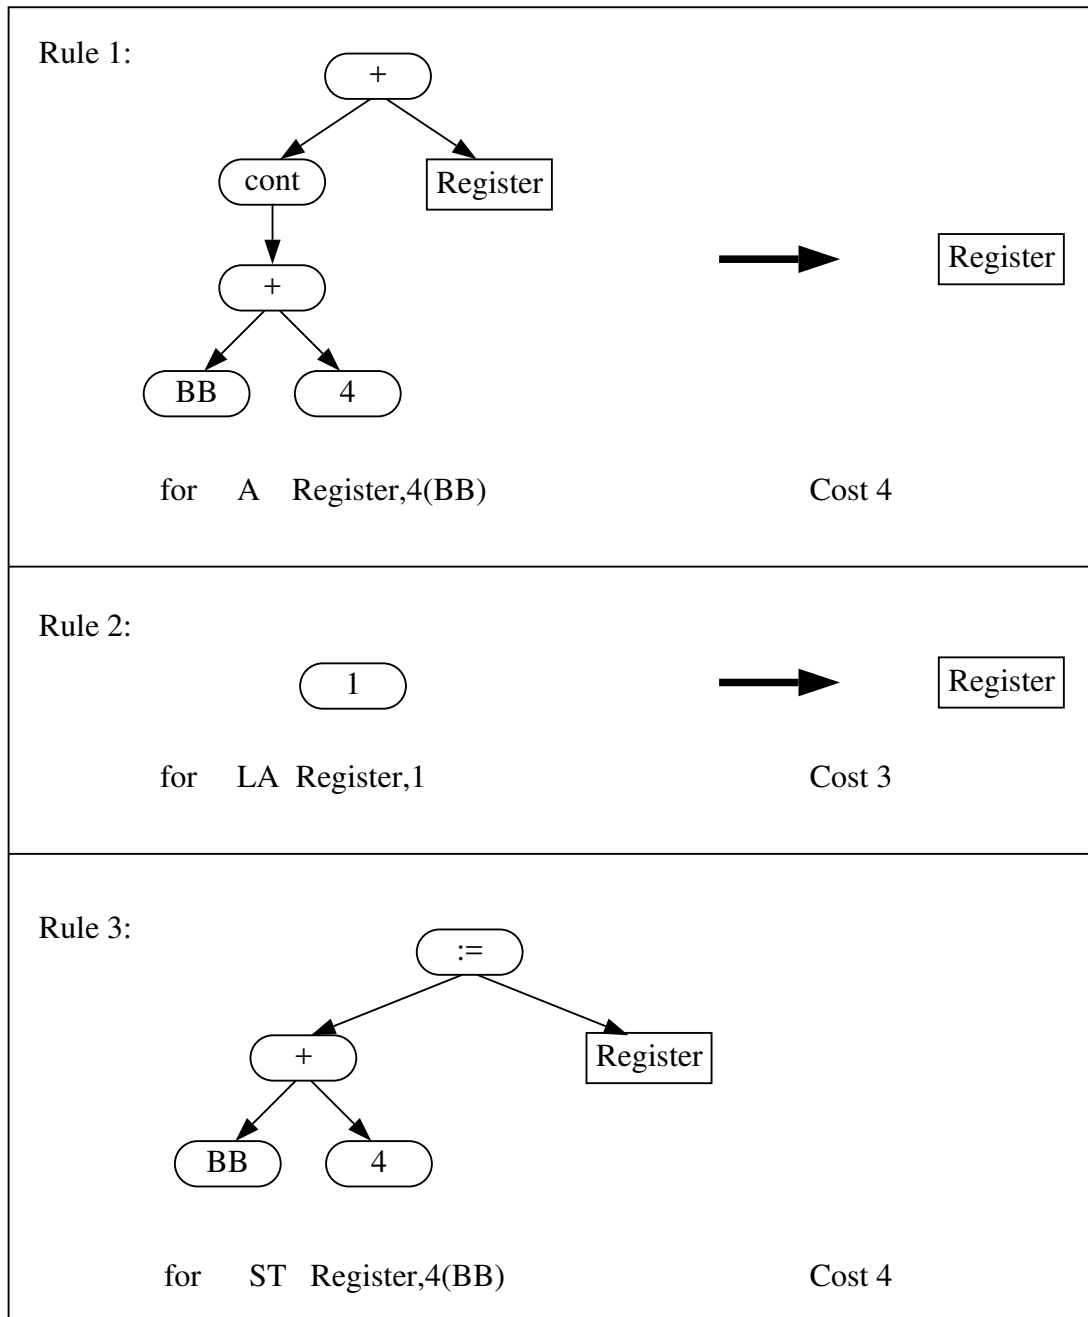 Rule 1:
+
cont Register
Register
+
BB 4
for A Register,4(BB) Cost 4
Rule 2:
1 Register
for LA Register,1 Cost 3
Rule 3:
:=
+ Register
BB 4
for ST Register,4(BB) Cost 4